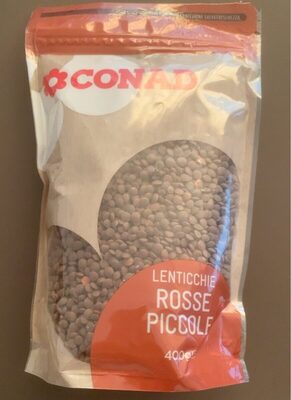 CONAD
LENTICCHIE
ROSSE
PICCOLE
400g